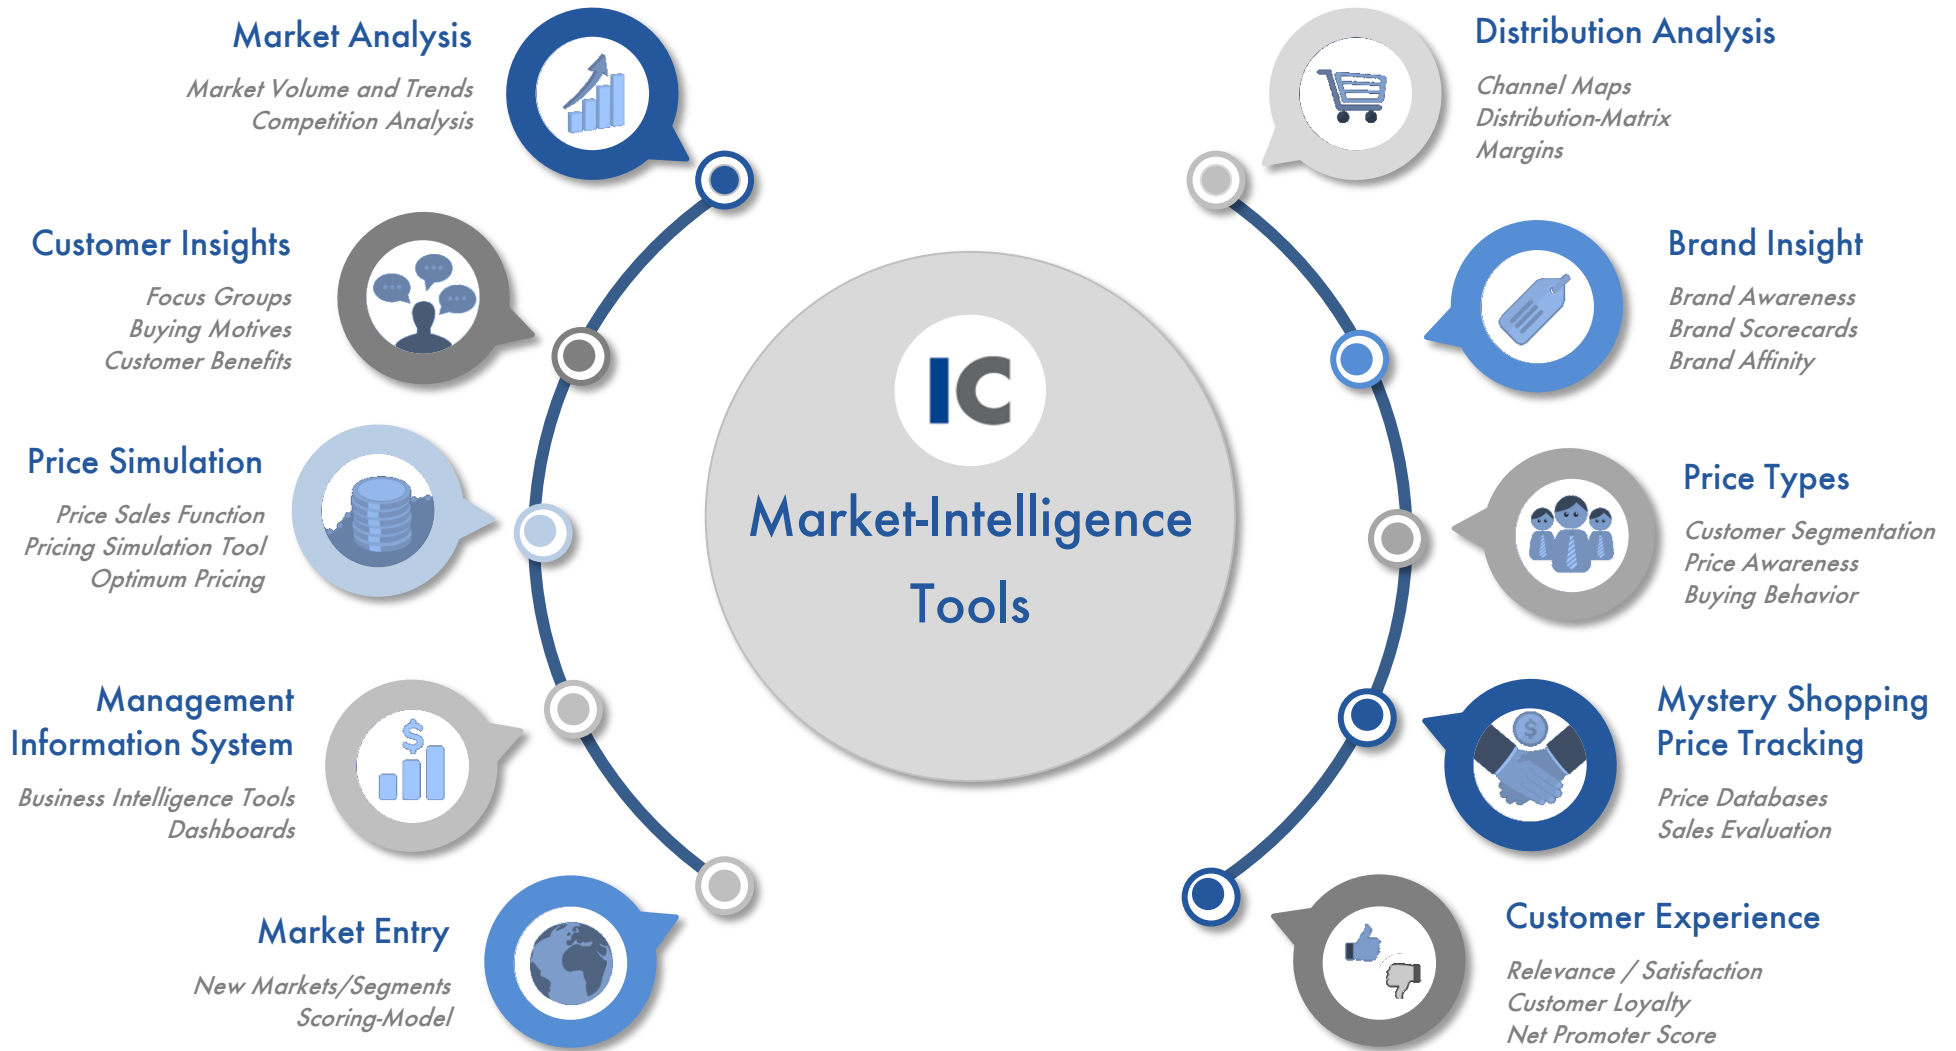 Market Analysis
Market Volume and Trends
Competition Analysis
Customer Insights
Focus Groups
Buying Motives
Customer Benefits
Price Simulation
Price Sales Function
Pricing Simulation Tool
Optimum Pricing
Management
Information System
Business Intelligence Tools
Dashboards
$
Market Entry
New Markets/Segments
Scoring-Model
IC
Market-Intelligence
Tools
Distribution Analysis
Channel Maps
Distribution-Matrix
Margins
Brand Insight
Brand Awareness
Brand Scorecards
Brand Affinity
Price Types
Customer Segmentation
Price Awareness
Buying Behavior
Mystery Shopping
Price Tracking
Price Databases
Sales Evaluation
$
Customer Experience
Relevance / Satisfaction
Customer Loyalty
Net Promoter Score